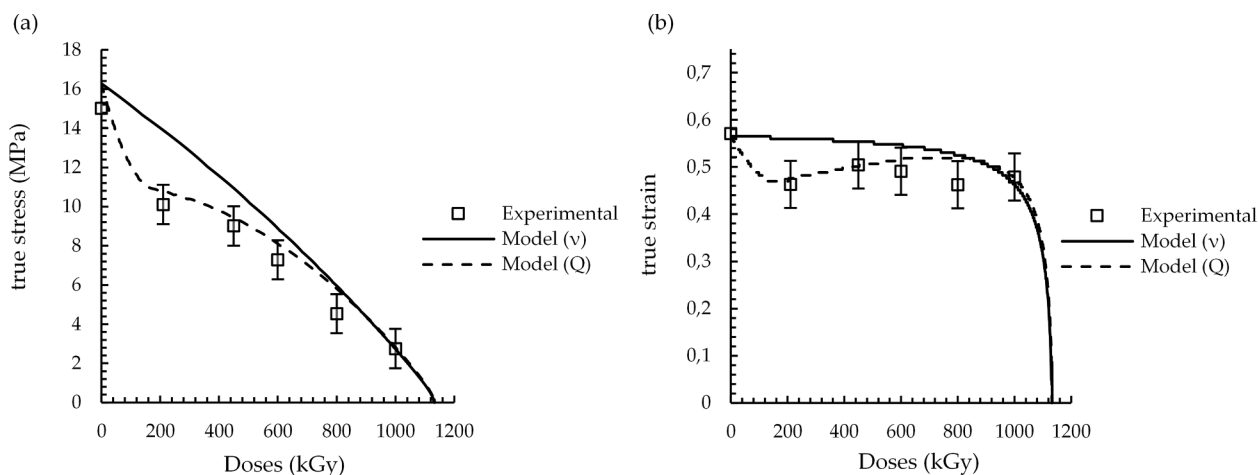 (a)
18
16
14
12
10
8
6
4
2
0
true stress (MPa)
0 200 400 600 800 1000 1200
Doses (kGy)
Experimental
Model (ν)
Model (Q)
(b)
0,7
0,6
0,5
0,4
0,3
0,2
0,1
0
true strain
0 200 400 600 800 1000 1200
Doses (kGy)
Experimental
Model (ν)
Model (Q)